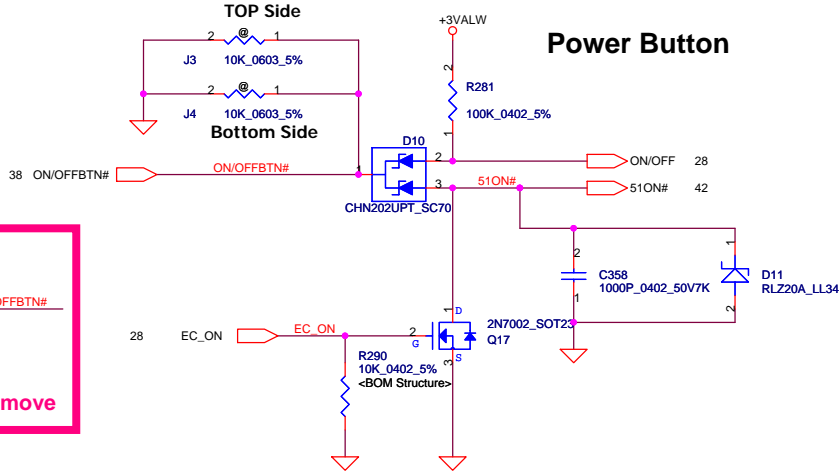 TOP Side
+3VALW
Power Button
2 @ 1
J3 10K_0603_5%
2 @ 1
J4 10K_0603_5%
Bottom Side
2
R281
100K_0402_5%
1
D10
38 ON/OFFBTN# ON/OFFBTN# 1
2 ON/OFF 28
3 51ON# 51ON# 42
CHN202UPT_SC70
2
C358
1000P_0402_50V7K
1
1
D11
RLZ20A_LL34
2
OFFBTN#
move
28 EC_ON EC_ON 2
G
1 D
2N7002_SOT23
Q17
3 S
R290
10K_0402_5%
<BOM Structure>